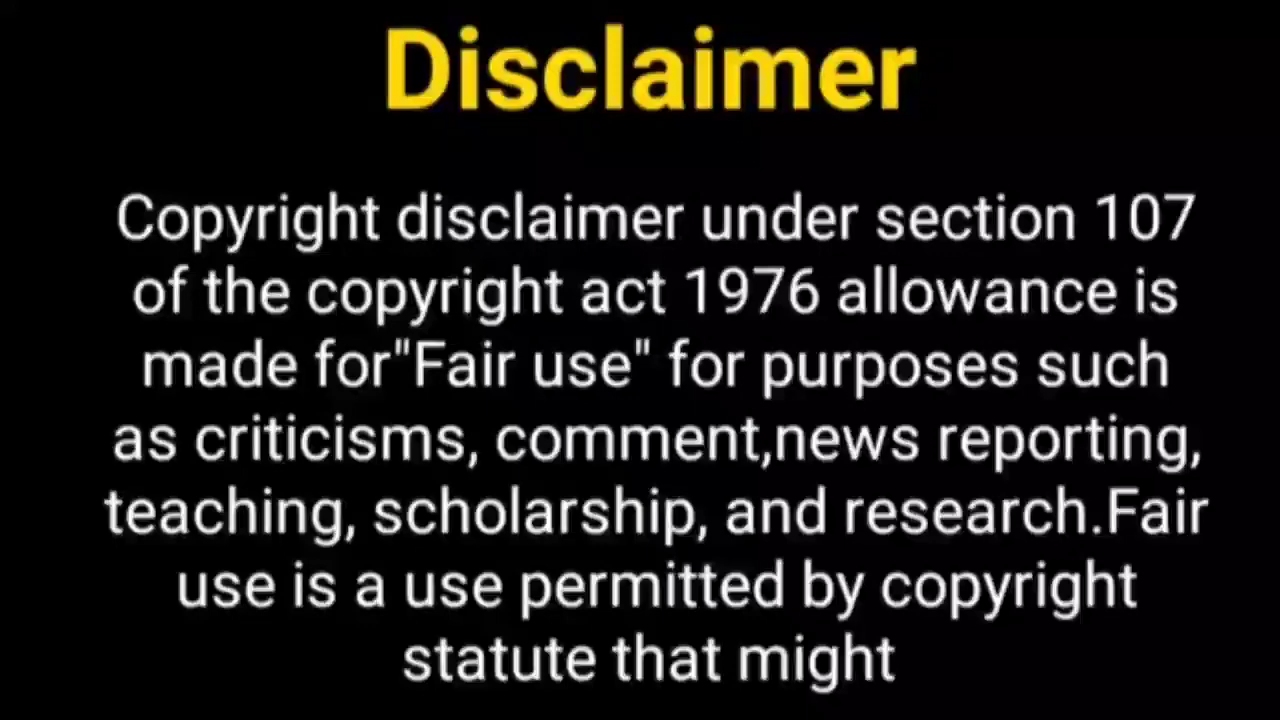 Disclaimer
Copyright disclaimer under section 107
of the copyright act 1976 allowance is
made for"Fair use" for purposes such
as criticisms, comment,news reporting,
teaching, scholarship, and research.Fair
use is a use permitted by copyright
statute that might